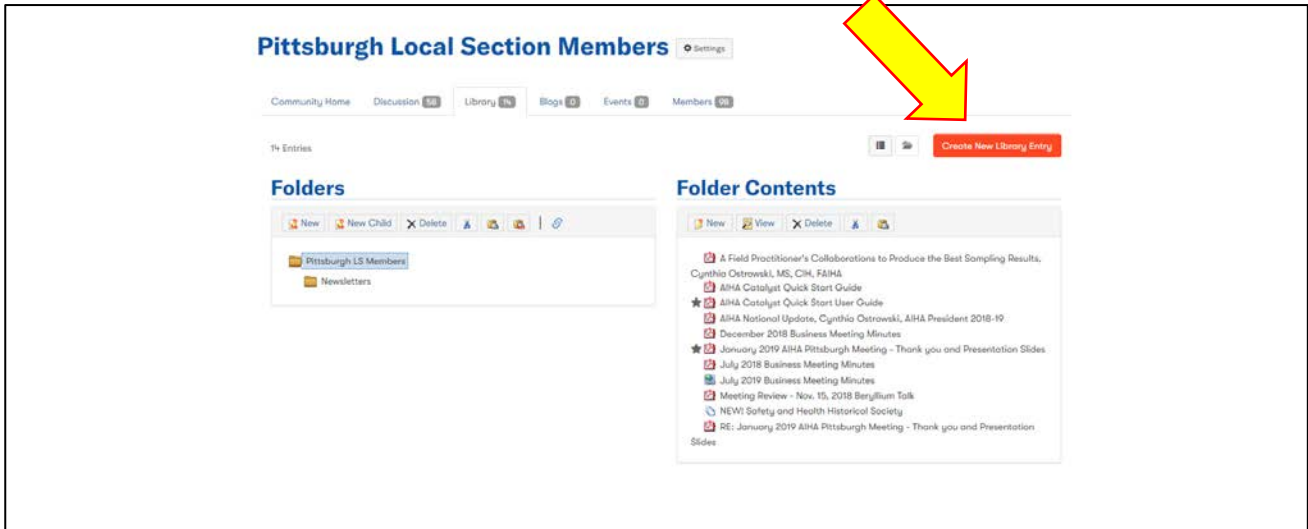 Pittsburgh Local Section Members Settings
Community Home Discussion 58 Library 14 Blogs 0 Events 0 Members 98
14 Entries
Create New Library Entry
Folders
New New Child Delete
Pittsburgh LS Members
Newsletters
Folder Contents
New View Delete
A Field Practitioner's Collaborations to Produce the Best Sampling Results,
Cynthia Ostrowski, MS, CIH, FAIHA
AIHA Catalyst Quick Start Guide
AIHA Catalyst Quick Start User Guide
AIHA National Update, Cynthia Ostrowski, AIHA President 2018-19
December 2018 Business Meeting Minutes
January 2019 AIHA Pittsburgh Meeting - Thank you and Presentation Slides
July 2018 Business Meeting Minutes
July 2019 Business Meeting Minutes
Meeting Review - Nov. 15, 2018 Beryllium Talk
NEW! Safety and Health Historical Society
RE: January 2019 AIHA Pittsburgh Meeting - Thank you and Presentation
Slides